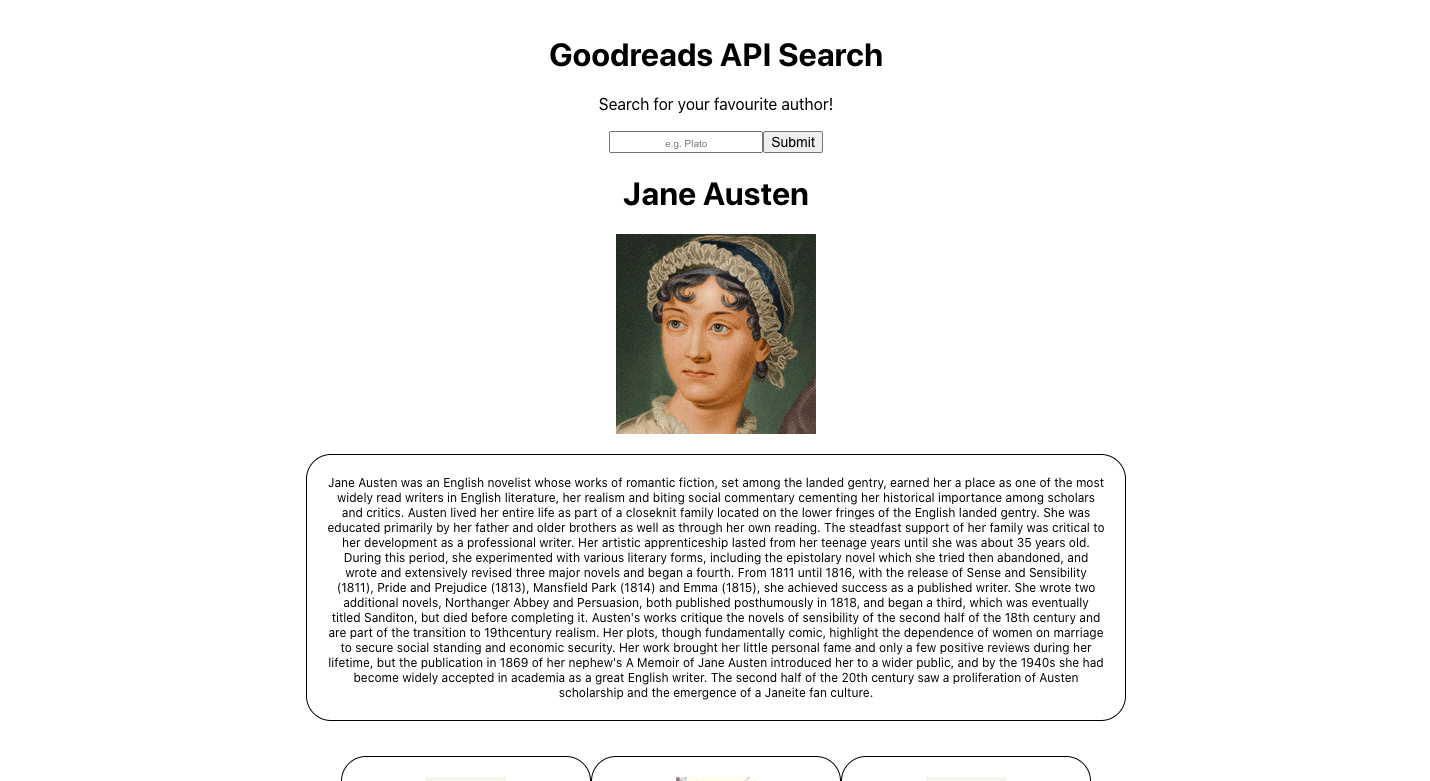 Goodreads API Search
Search for your favourite author!
e.g. Plato
Submit
Jane Austen
Jane Austen was an English novelist whose works of romantic fiction, set among the landed gentry, earned her a place as one of the most
widely read writers in English literature, her realism and biting social commentary cementing her historical importance among scholars
and critics. Austen lived her entire life as part of a closeknit family located on the lower fringes of the English landed gentry. She was
educated primarily by her father and older brothers as well as through her own reading. The steadfast support of her family was critical to
her development as a professional writer. Her artistic apprenticeship lasted from her teenage years until she was about 35 years old.
During this period, she experimented with various literary forms, including the epistolary novel which she tried then abandoned, and
wrote and extensively revised three major novels and began a fourth. From 1811 until 1816, with the release of Sense and Sensibility
(1811), Pride and Prejudice (1813), Mansfield Park (1814) and Emma (1815), she achieved success as a published writer. She wrote two
additional novels, Northanger Abbey and Persuasion, both published posthumously in 1818, and began a third, which was eventually
titled Sanditon, but died before completing it. Austen's works critique the novels of sensibility of the second half of the 18th century and
are part of the transition to 19thcentury realism. Her plots, though fundamentally comic, highlight the dependence of women on marriage
to secure social standing and economic security. Her work brought her little personal fame and only a few positive reviews during her
lifetime, but the publication in 1869 of her nephew's A Memoir of Jane Austen introduced her to a wider public, and by the 1940s she had
become widely accepted in academia as a great English writer. The second half of the 20th century saw a proliferation of Austen
scholarship and the emergence of a Janeite fan culture.